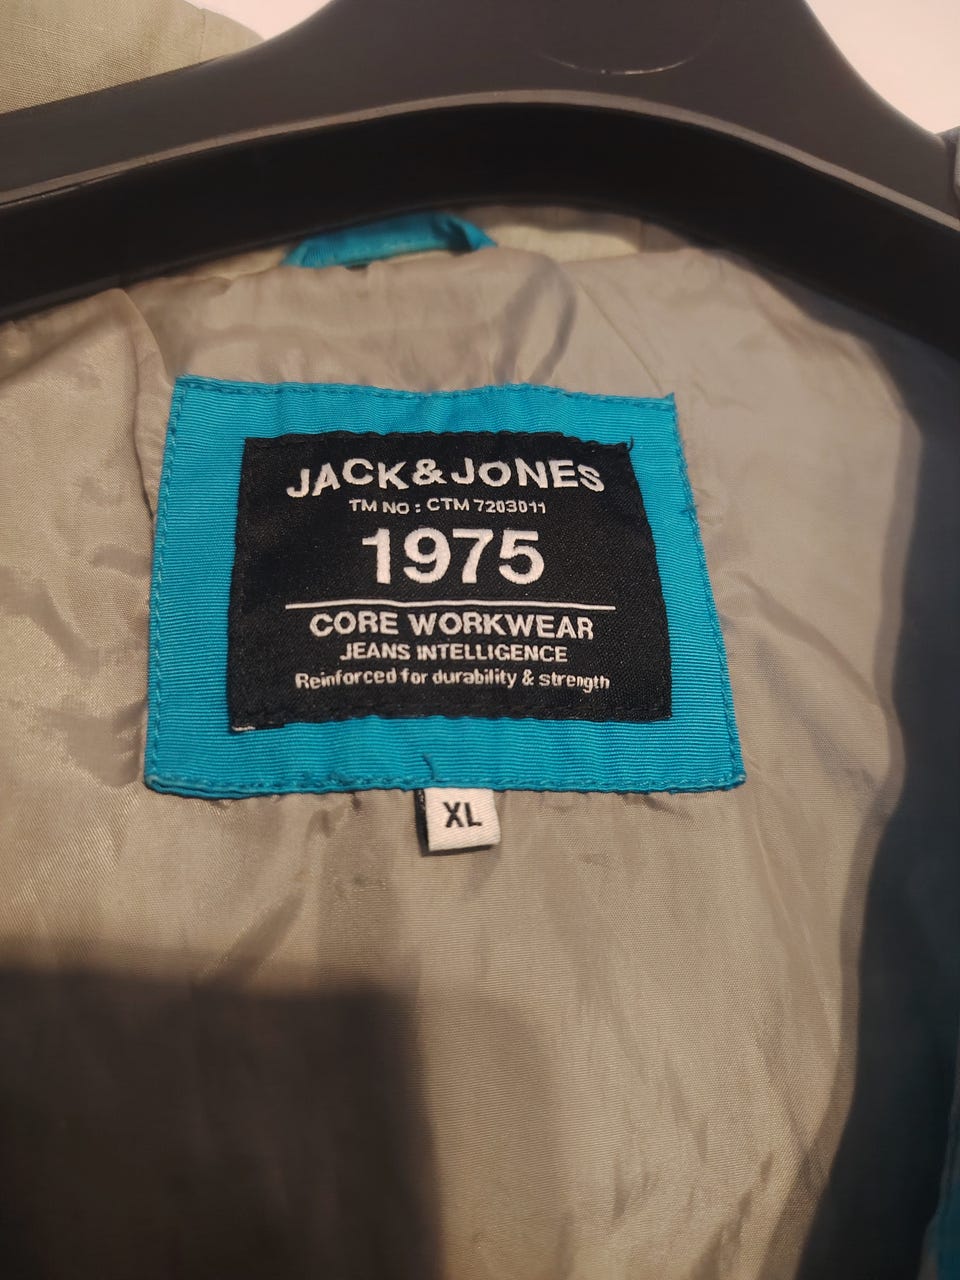 JACK&JONES
TM NO : CTM 7203011
1975
CORE WORKWEAR
JEANS INTELLIGENCE
Reinforced for durability & strength
XL